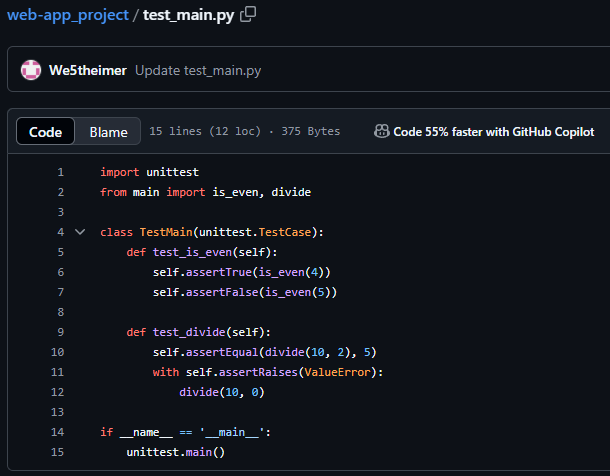 web-app_project / test_main.py
We5theimer Update test_main.py
Code Blame 15 lines (12 loc) · 375 Bytes Code 55% faster with GitHub Copilot
1 import unittest
2 from main import is_even, divide
3
4 class TestMain(unittest.TestCase):
5     def test_is_even(self):
6         self.assertTrue(is_even(4))
7         self.assertFalse(is_even(5))
8
9     def test_divide(self):
10         self.assertEqual(divide(10, 2), 5)
11         with self.assertRaises(ValueError):
12             divide(10, 0)
13
14 if __name__ == '__main__':
15     unittest.main()